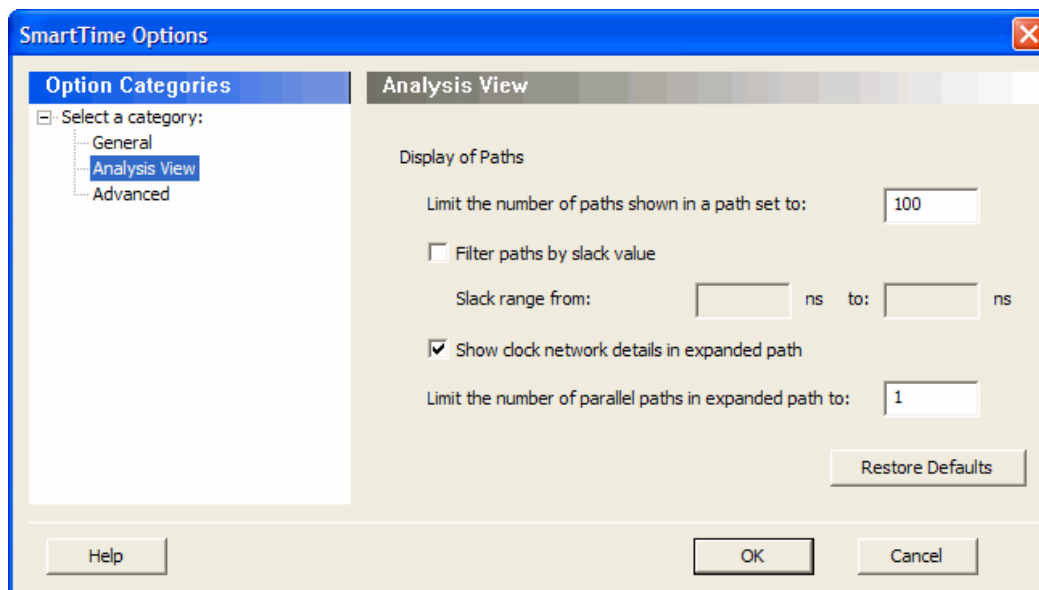 SmartTime Options
Option Categories
Select a category:
General
Analysis View
Advanced
Analysis View
Display of Paths
Limit the number of paths shown in a path set to: 100
Filter paths by slack value
Slack range from: ns to: ns
Show clock network details in expanded path
Limit the number of parallel paths in expanded path to: 1
Restore Defaults
Help OK Cancel